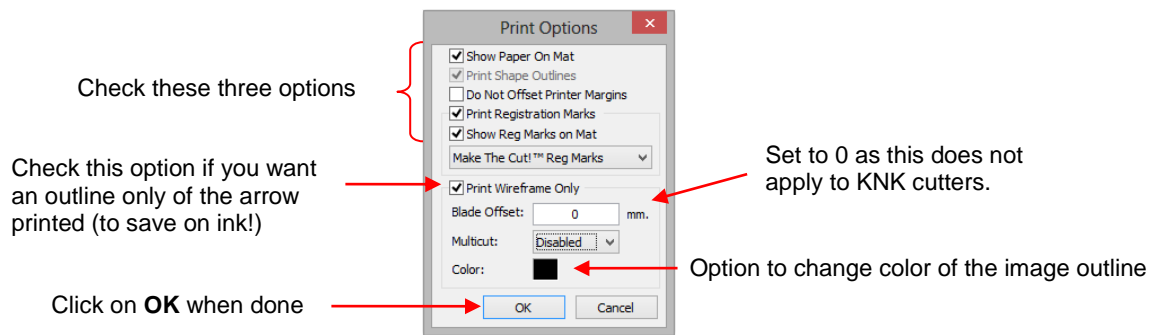 Print Options
Show Paper On Mat
Print Shape Outlines
Do Not Offset Printer Margins
Print Registration Marks
Show Reg Marks on Mat
Make The Cut!™ Reg Marks
Print Wireframe Only
Blade Offset: 0 mm.
Multicut: Disabled
Color:
OK Cancel
Check these three options
Check this option if you want
an outline only of the arrow
printed (to save on ink!)
Click on OK when done
Set to 0 as this does not
apply to KNK cutters.
Option to change color of the image outline